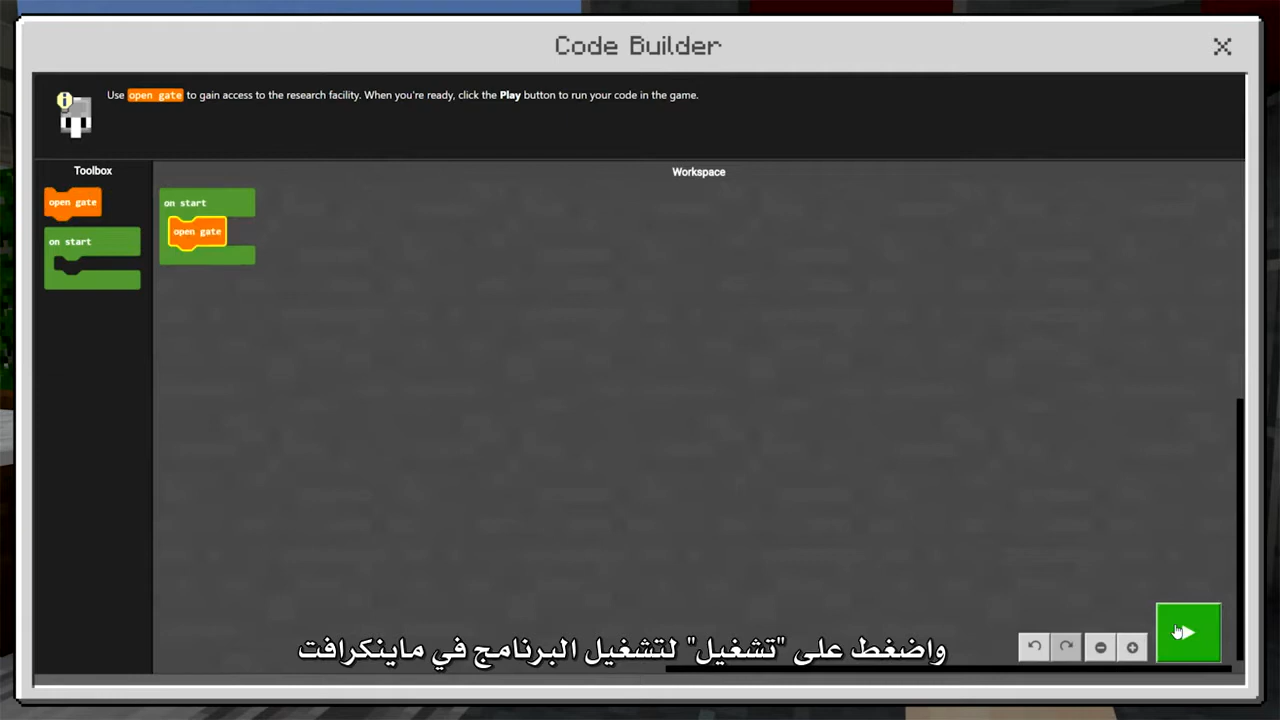 Code Builder
Use open gate to gain access to the research facility. When you're ready, click the Play button to run your code in the game.
Toolbox
Workspace
open gate
on start
on start
open gate
واضغط على "تشغيل" لتشغيل البرنامج في ماينكرافت